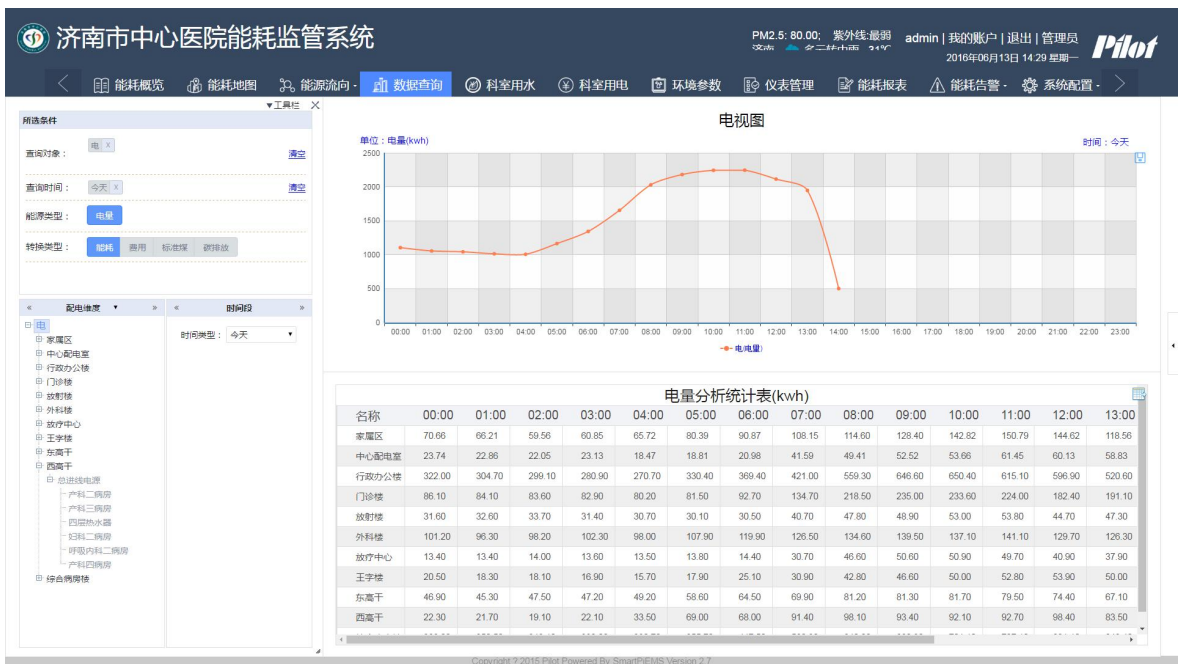 济南市中心医院能耗监管系统
PM2.5: 80.00; 紫外线:最弱
admin | 我的账户 | 退出 | 管理员
2016年06月13日 14:29 星期一
Pilot
能耗概览 能耗地图 能源流向 数据查询 科室用水 科室用电 环境参数 仪表管理 能耗报表 能耗告警 系统配置
▼工具栏 X
所选条件
查询对象： 电 X 清空
查询时间： 今天 X 清空
能源类型： 电量
转换类型： 能耗 费用 标准煤 碳排放
« 配电维度 ▼ » « 时间段 »
电
家属区
中心配电室
行政办公楼
门诊楼
放射楼
外科楼
放疗中心
王字楼
东高干
西高干
总进线电源
产科二病房
产科三病房
四层热水器
妇科二病房
呼吸内科二病房
产科四病房
综合病房楼
时间类型： 今天 ▼
电视图
单位：电量(kwh) 时间：今天
2500
2000
1500
1000
500
0
00:00 01:00 02:00 03:00 04:00 05:00 06:00 07:00 08:00 09:00 10:00 11:00 12:00 13:00 14:00 15:00 16:00 17:00 18:00 19:00 20:00 21:00 22:00 23:00
电(电量)
电量分析统计表(kwh)
名称 00:00 01:00 02:00 03:00 04:00 05:00 06:00 07:00 08:00 09:00 10:00 11:00 12:00 13:00
家属区 70.66 66.21 59.56 60.85 65.72 80.39 90.87 108.15 114.60 128.40 142.82 150.79 144.62 118.56
中心配电室 23.74 22.86 22.05 23.13 18.47 18.81 20.98 41.59 49.41 52.52 53.66 61.45 60.13 58.83
行政办公楼 322.00 304.70 299.10 280.90 270.70 330.40 369.40 421.00 559.30 646.60 650.40 615.10 596.90 520.60
门诊楼 86.10 84.10 83.60 82.90 80.20 81.50 92.70 134.70 218.50 235.00 233.60 224.00 182.40 191.10
放射楼 31.60 32.60 33.70 31.40 30.70 30.10 30.50 40.70 47.80 48.90 53.00 53.80 44.70 47.30
外科楼 101.20 96.30 98.20 102.30 98.00 107.90 119.90 126.50 134.60 139.50 137.10 141.10 129.70 126.30
放疗中心 13.40 13.40 14.00 13.60 13.50 13.80 14.40 30.70 46.60 50.60 50.90 49.70 40.90 37.90
王字楼 20.50 18.30 18.10 16.90 15.70 17.90 25.10 30.90 42.80 46.60 50.00 52.80 53.90 50.00
东高干 46.90 45.30 47.50 47.20 49.20 58.60 64.50 69.90 81.20 81.30 81.70 79.50 74.40 67.10
西高干 22.30 21.70 19.10 22.10 33.50 69.00 68.00 91.40 98.10 93.40 92.10 92.70 98.40 83.50
Copyright ? 2015 Pilot Powered By SmartPiEMS Version 2.7